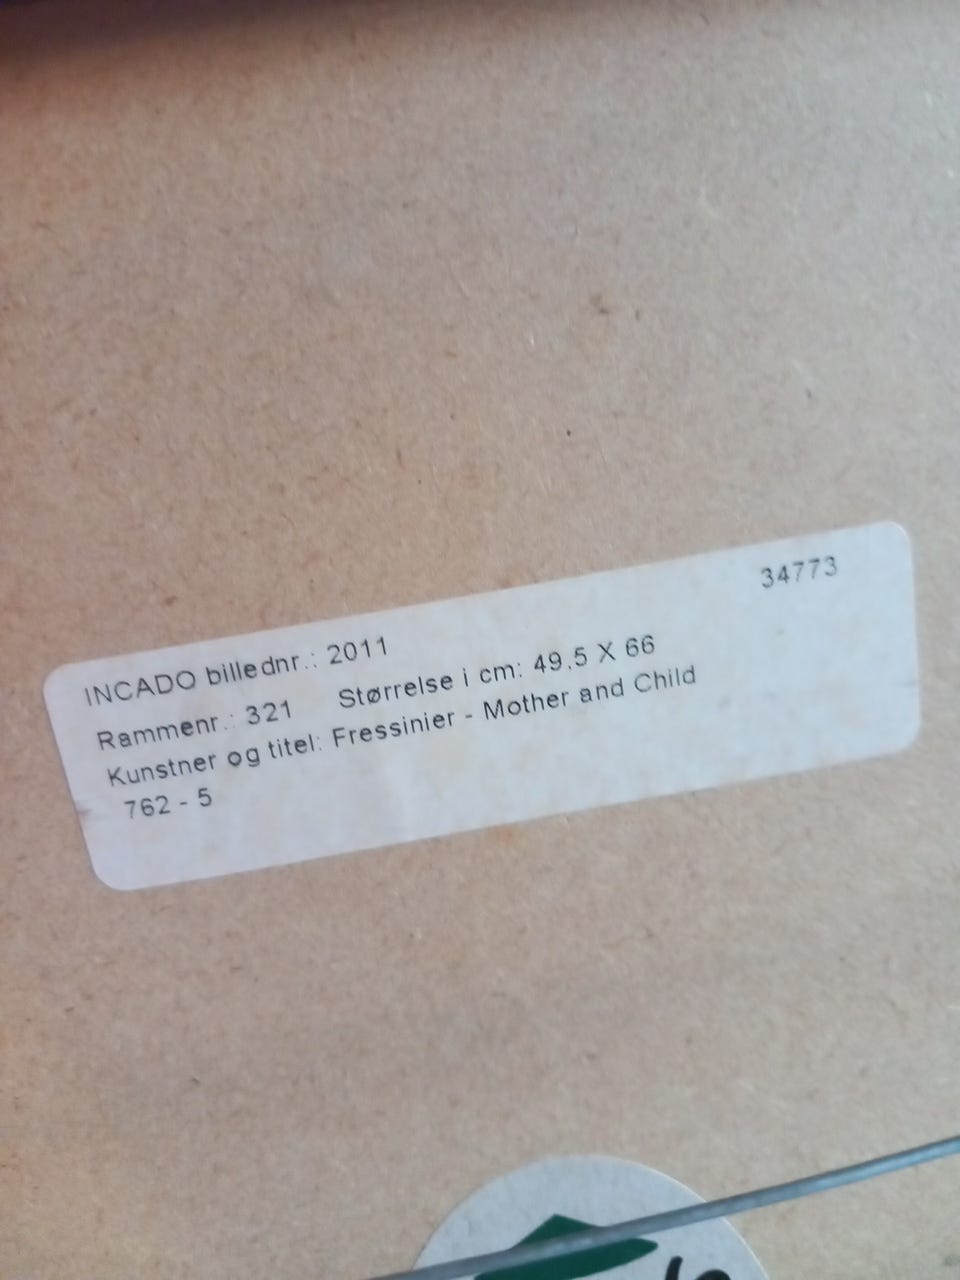 34773
INCADO billednr.: 2011
Rammenr.: 321 Størrelse i cm: 49,5 X 66
Kunstner og titel: Fressinier - Mother and Child
762 - 5